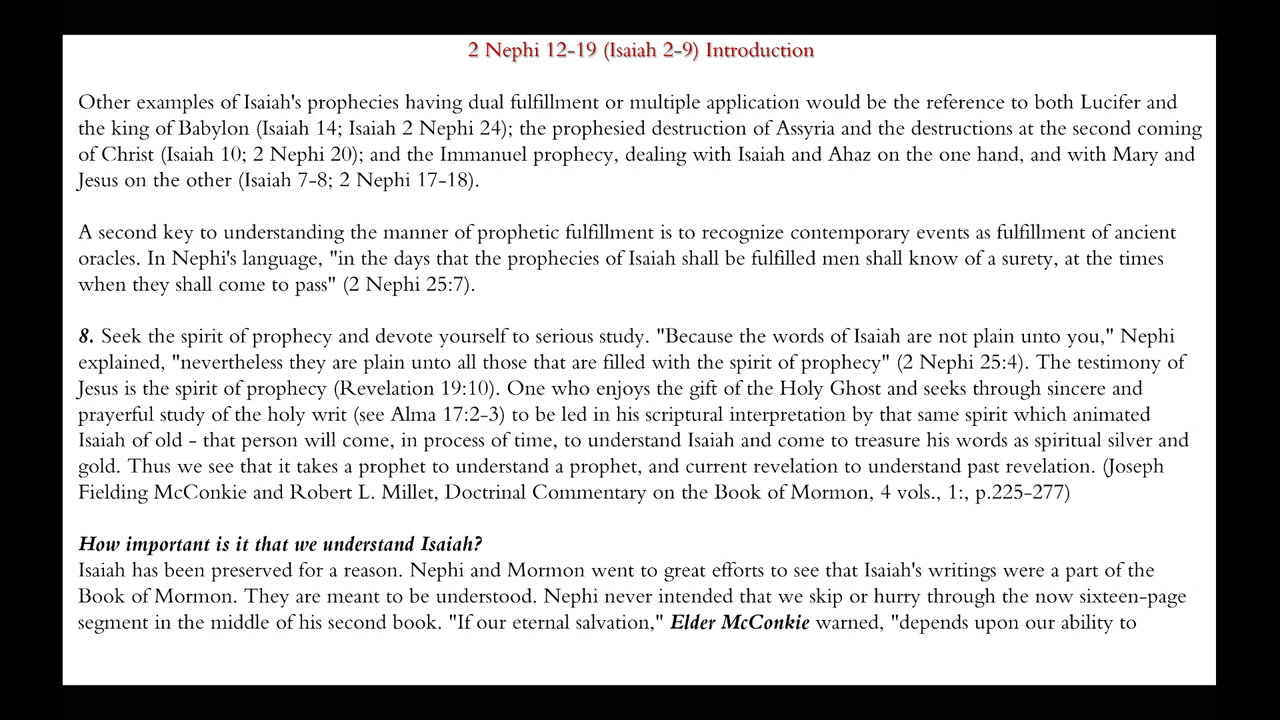 2 Nephi 12-19 (Isaiah 2-9) Introduction
Other examples of Isaiah's prophecies having dual fulfillment or multiple application would be the reference to both Lucifer and
the king of Babylon (Isaiah 14; Isaiah 2 Nephi 24); the prophesied destruction of Assyria and the destructions at the second coming
of Christ (Isaiah 10; 2 Nephi 20); and the Immanuel prophecy, dealing with Isaiah and Ahaz on the one hand, and with Mary and
Jesus on the other (Isaiah 7-8; 2 Nephi 17-18).
A second key to understanding the manner of prophetic fulfillment is to recognize contemporary events as fulfillment of ancient
oracles. In Nephi's language, "in the days that the prophecies of Isaiah shall be fulfilled men shall know of a surety, at the times
when they shall come to pass" (2 Nephi 25:7).
8. Seek the spirit of prophecy and devote yourself to serious study. "Because the words of Isaiah are not plain unto you," Nephi
explained, "nevertheless they are plain unto all those that are filled with the spirit of prophecy" (2 Nephi 25:4). The testimony of
Jesus is the spirit of prophecy (Revelation 19:10). One who enjoys the gift of the Holy Ghost and seeks through sincere and
prayerful study of the holy writ (see Alma 17:2-3) to be led in his scriptural interpretation by that same spirit which animated
Isaiah of old - that person will come, in process of time, to understand Isaiah and come to treasure his words as spiritual silver and
gold. Thus we see that it takes a prophet to understand a prophet, and current revelation to understand past revelation. (Joseph
Fielding McConkie and Robert L. Millet, Doctrinal Commentary on the Book of Mormon, 4 vols., 1:, p.225-277)
How important is it that we understand Isaiah?
Isaiah has been preserved for a reason. Nephi and Mormon went to great efforts to see that Isaiah's writings were a part of the
Book of Mormon. They are meant to be understood. Nephi never intended that we skip or hurry through the now sixteen-page
segment in the middle of his second book. "If our eternal salvation," Elder McConkie warned, "depends upon our ability to